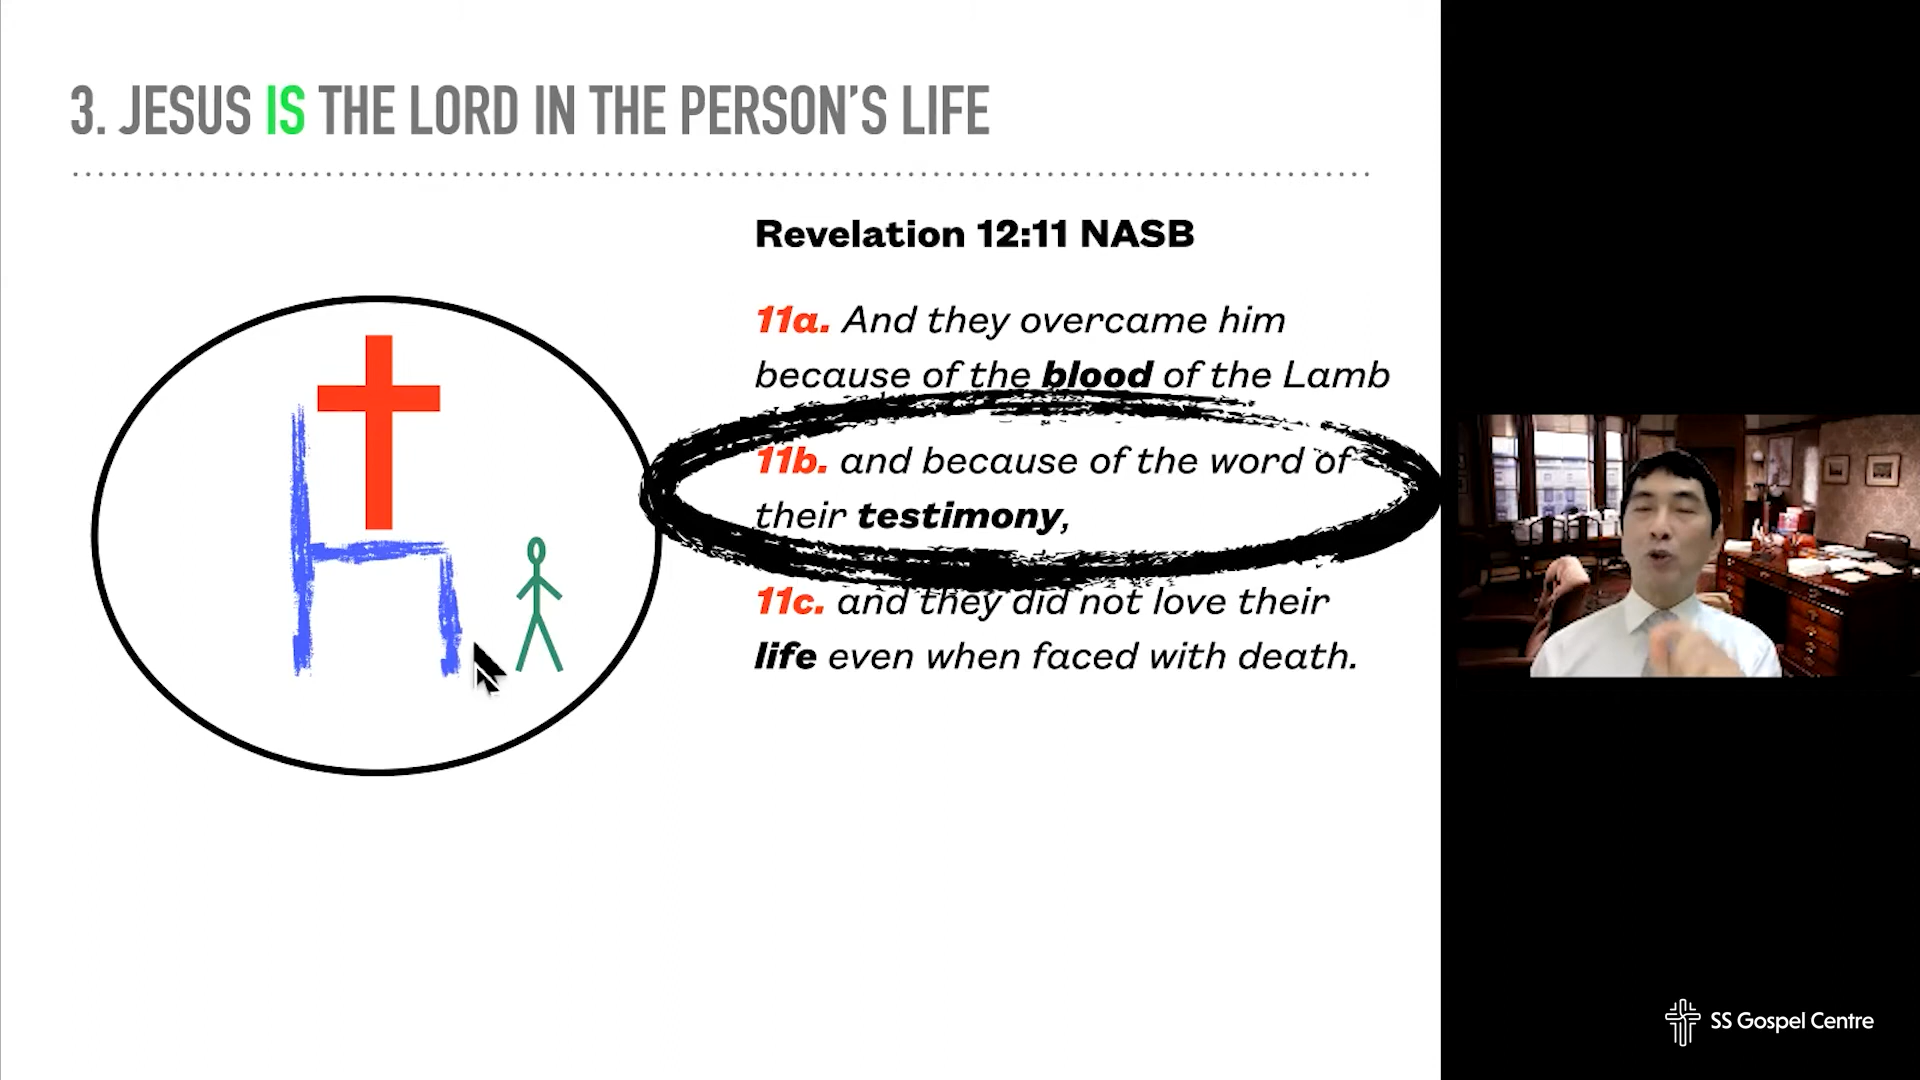 3. JESUS IS THE LORD IN THE PERSON’S LIFE
Revelation 12:11 NASB
11a. And they overcame him
because of the blood of the Lamb
11b. and because of the word of
their testimony,
11c. and they did not love their
life even when faced with death.
SS Gospel Centre